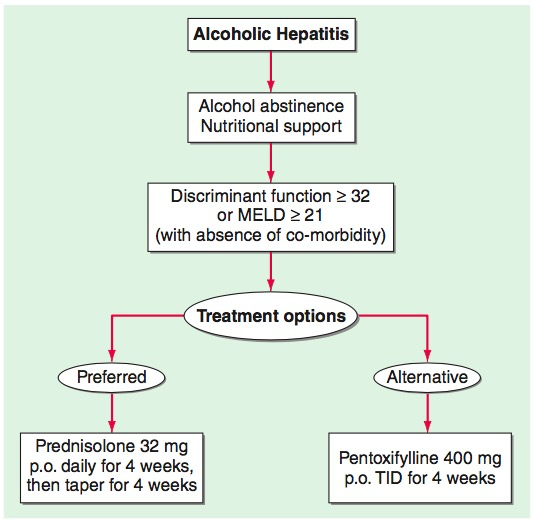 Alcoholic Hepatitis
Alcohol abstinence
Nutritional support
Discriminant function ≥ 32
or MELD ≥ 21
(with absence of co-morbidity)
Treatment options
Preferred
Alternative
Prednisolone 32 mg
p.o. daily for 4 weeks,
then taper for 4 weeks
Pentoxifylline 400 mg
p.o. TID for 4 weeks